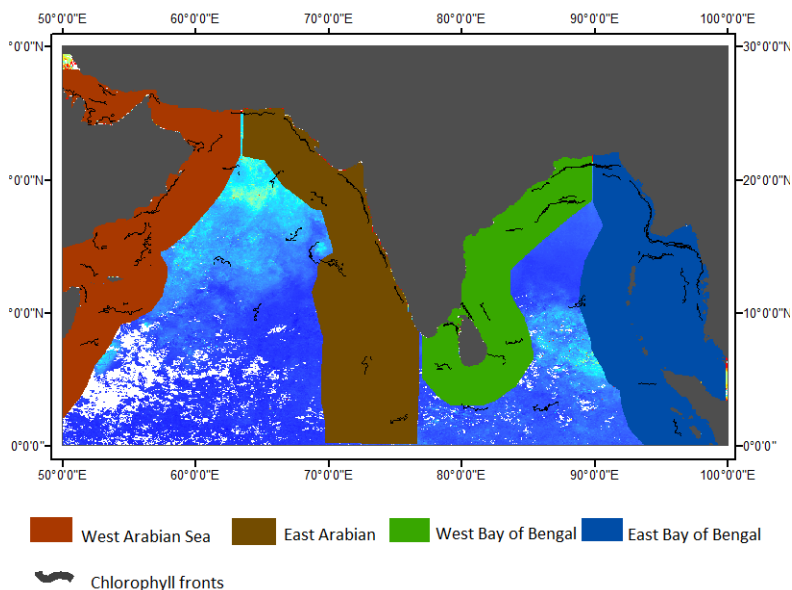 50°0'0"E 60°0'0"E 70°0'0"E 80°0'0"E 90°0'0"E 100°0'0"E
°0'0"N 30°0'0"N
0°0'0"N 20°0'0"N
0°0'0"N 10°0'0"N
0°0'0" 0°0'0"
50°0'0"E 60°0'0"E 70°0'0"E 80°0'0"E 90°0'0"E 100°0'0"E
West Arabian Sea East Arabian West Bay of Bengal East Bay of Bengal
Chlorophyll fronts